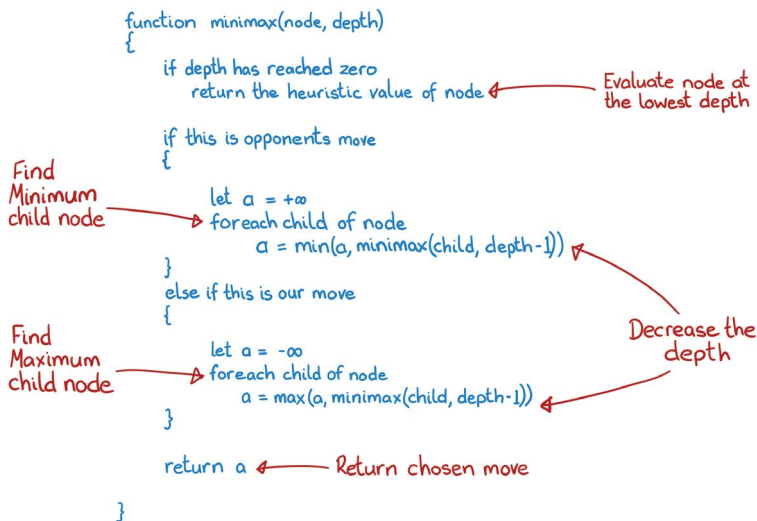 function minimax(node, depth)
{
if depth has reached zero
return the heuristic value of node
Evaluate node at
the lowest depth
if this is opponents move
{
Find
Minimum
child node
let a = +∞
foreach child of node
a = min(a, minimax(child, depth-1))
}
else if this is our move
{
Find
Maximum
child node
let a = -∞
foreach child of node
a = max(a, minimax(child, depth-1))
}
Decrease the
depth
return a
Return chosen move
}